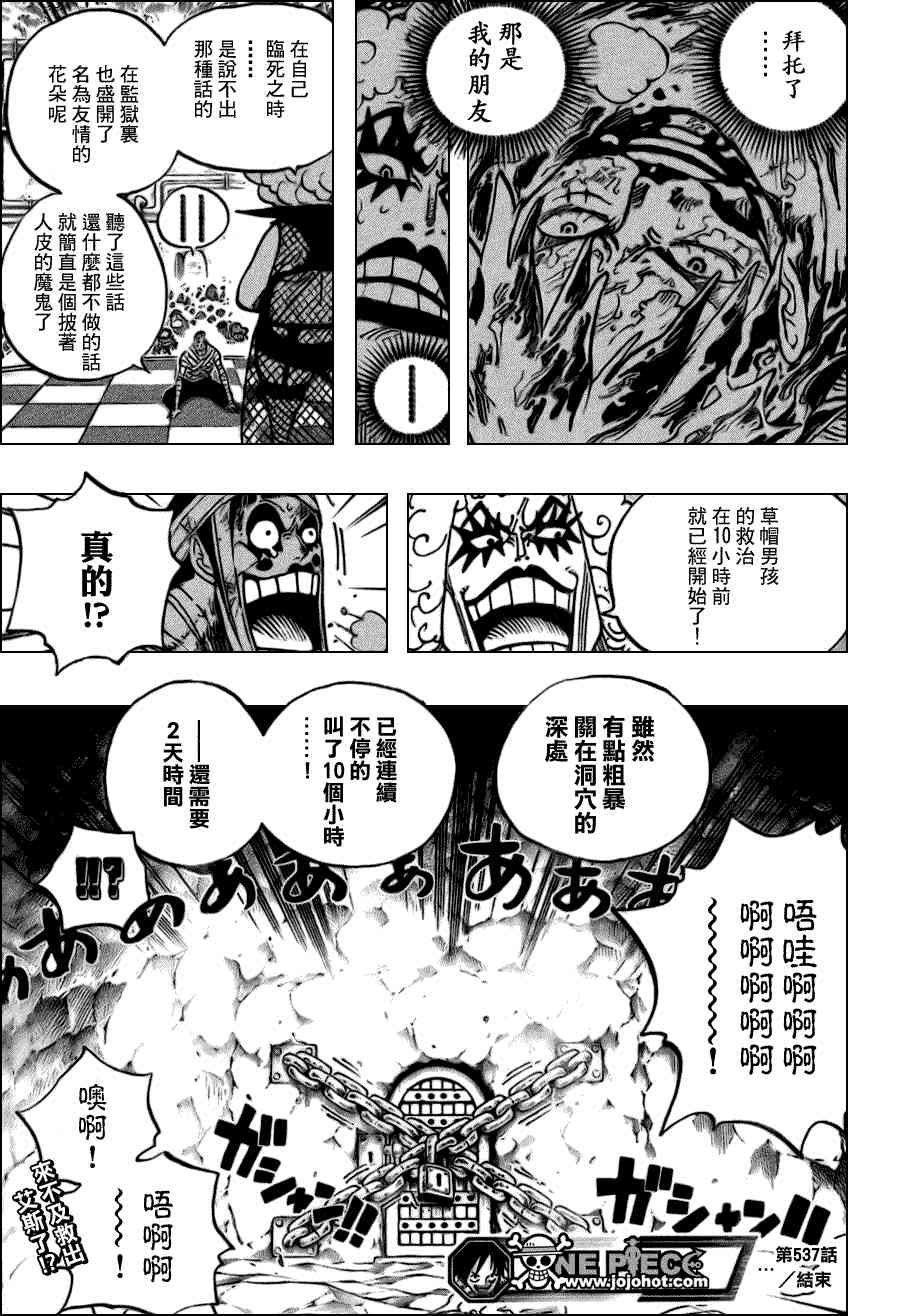 拜托了
……
那是
我的朋友
在自己
臨死之時
……
是說不出
那種話的
在監獄裏
也盛開了
名為友情的
花朵呢
聽了這些話
還什麼都不做的話
就簡直是個披著
人皮的魔鬼了
草帽男孩
的救治
在10小時前
就已經開始了！
真的!?
雖然
有點粗暴
關在洞穴的
深處
已經連續
不停的
叫了10個小時
……！
——還需要
2天時間
!!?
唔哇啊啊啊
啊啊啊啊啊
～～～～！
ああああああめあ
噢啊！
唔啊啊啊
～～！
ガシャン!!
ガシャン!!
來不及救出
艾斯了!?
ONE PIECE
www.jojohot.com
第537話
…／結束